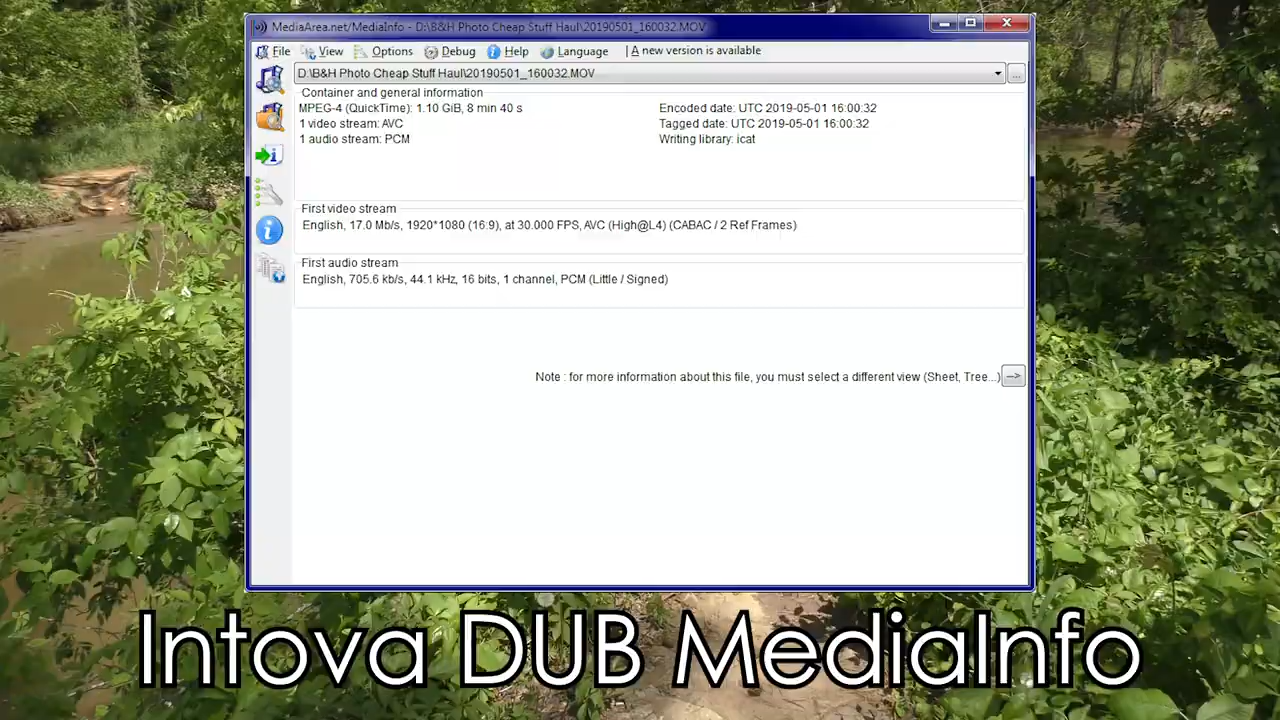 MediaArea.net/MediaInfo - D:\B&H Photo Cheap Stuff Haul\20190501_160032.MOV
File View Options Debug Help Language A new version is available
D:\B&H Photo Cheap Stuff Haul\20190501_160032.MOV
...
Container and general information
MPEG-4 (QuickTime): 1.10 GiB, 8 min 40 s
1 video stream: AVC
1 audio stream: PCM
Encoded date: UTC 2019-05-01 16:00:32
Tagged date: UTC 2019-05-01 16:00:32
Writing library: icat
First video stream
English, 17.0 Mb/s, 1920*1080 (16:9), at 30.000 FPS, AVC (High@L4) (CABAC / 2 Ref Frames)
First audio stream
English, 705.6 kb/s, 44.1 kHz, 16 bits, 1 channel, PCM (Little / Signed)
Note : for more information about this file, you must select a different view (Sheet, Tree...) -->
Intova DUB MediaInfo